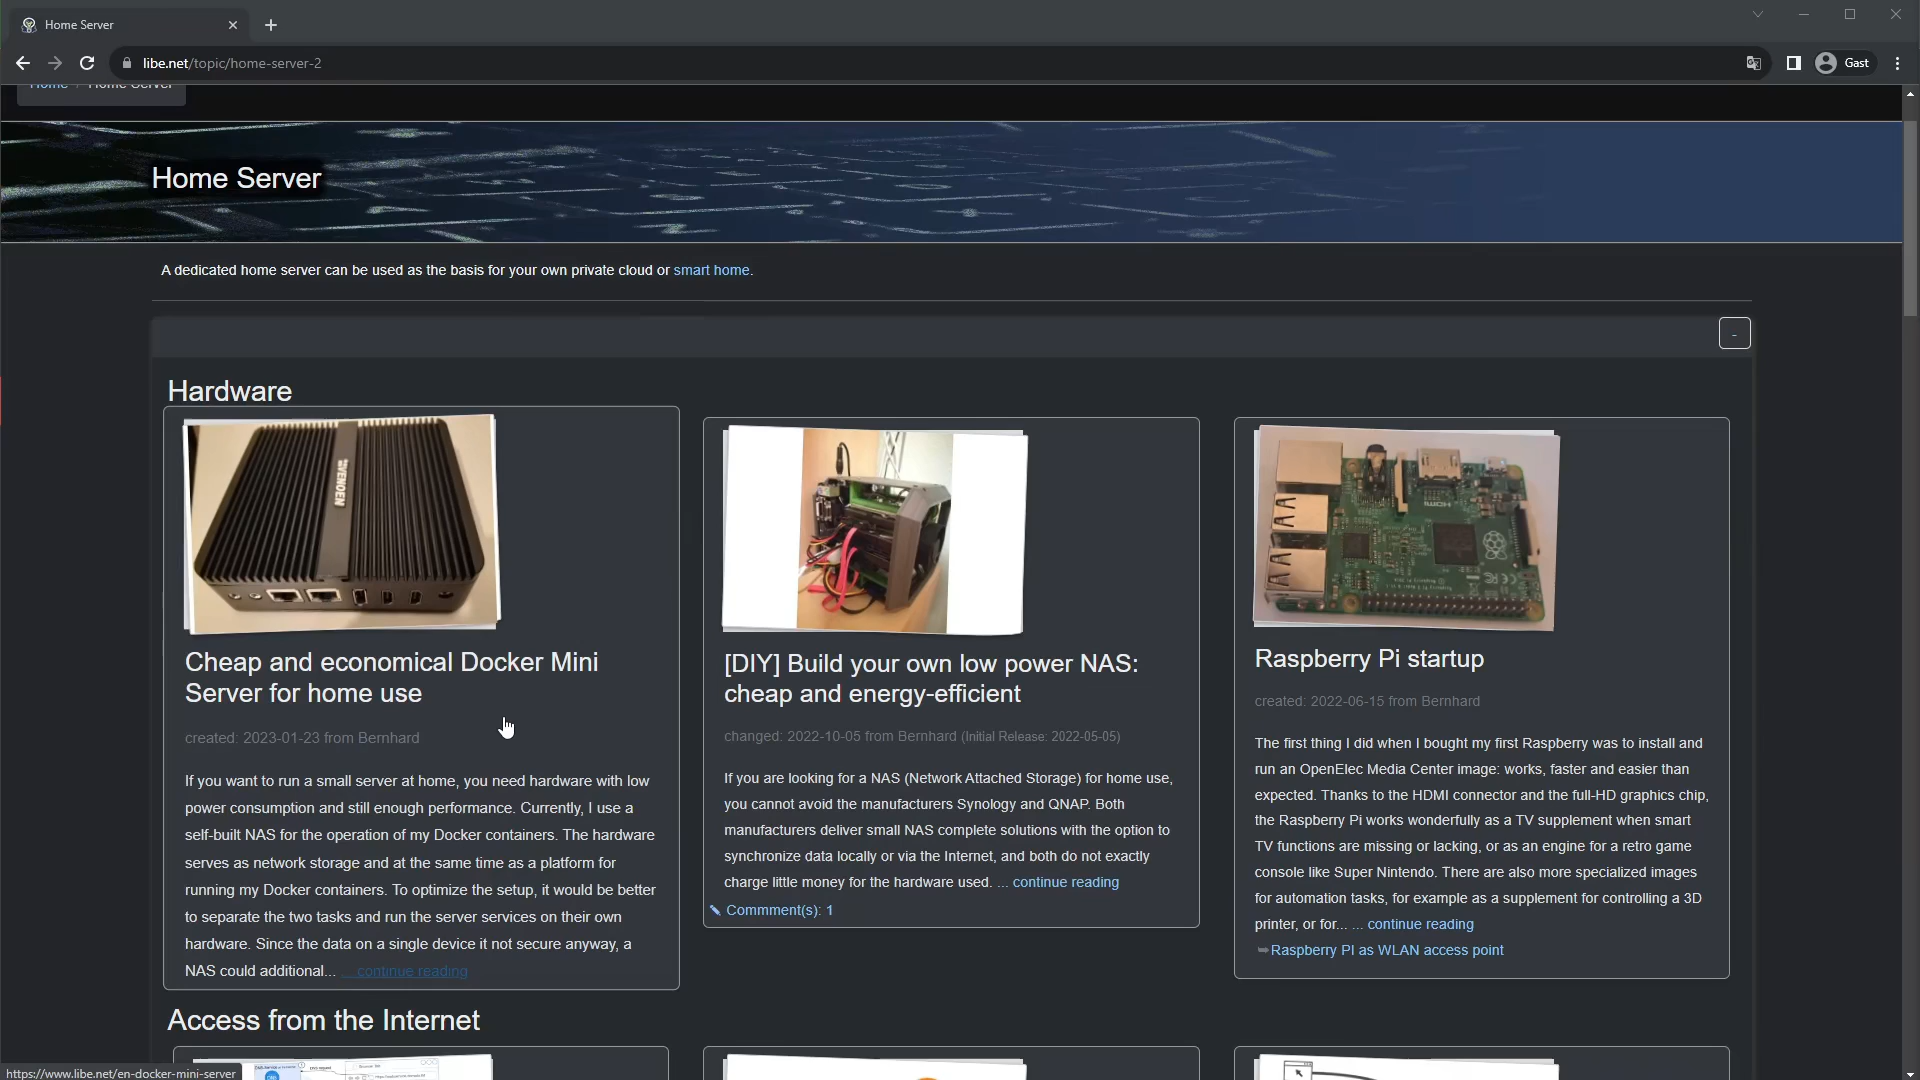 Home Server
libe.net/topic/home-server-2
Gast
Home / Home Server
Home Server
A dedicated home server can be used as the basis for your own private cloud or smart home.
-
Hardware
Cheap and economical Docker Mini
Server for home use
created: 2023-01-23 from Bernhard
If you want to run a small server at home, you need hardware with low
power consumption and still enough performance. Currently, I use a
self-built NAS for the operation of my Docker containers. The hardware
serves as network storage and at the same time as a platform for
running my Docker containers. To optimize the setup, it would be better
to separate the two tasks and run the server services on their own
hardware. Since the data on a single device it not secure anyway, a
NAS could additional... ... continue reading
[DIY] Build your own low power NAS:
cheap and energy-efficient
changed: 2022-10-05 from Bernhard (Initial Release: 2022-05-05)
If you are looking for a NAS (Network Attached Storage) for home use,
you cannot avoid the manufacturers Synology and QNAP. Both
manufacturers deliver small NAS complete solutions with the option to
synchronize data locally or via the Internet, and both do not exactly
charge little money for the hardware used. ... continue reading
Commment(s): 1
Raspberry Pi startup
created: 2022-06-15 from Bernhard
The first thing I did when I bought my first Raspberry was to install and
run an OpenElec Media Center image: works, faster and easier than
expected. Thanks to the HDMI connector and the full-HD graphics chip,
the Raspberry Pi works wonderfully as a TV supplement when smart
TV functions are missing or lacking, or as an engine for a retro game
console like Super Nintendo. There are also more specialized images
for automation tasks, for example as a supplement for controlling a 3D
printer, or for... ... continue reading
Raspberry PI as WLAN access point
Access from the Internet
https://www.libe.net/en-docker-mini-server